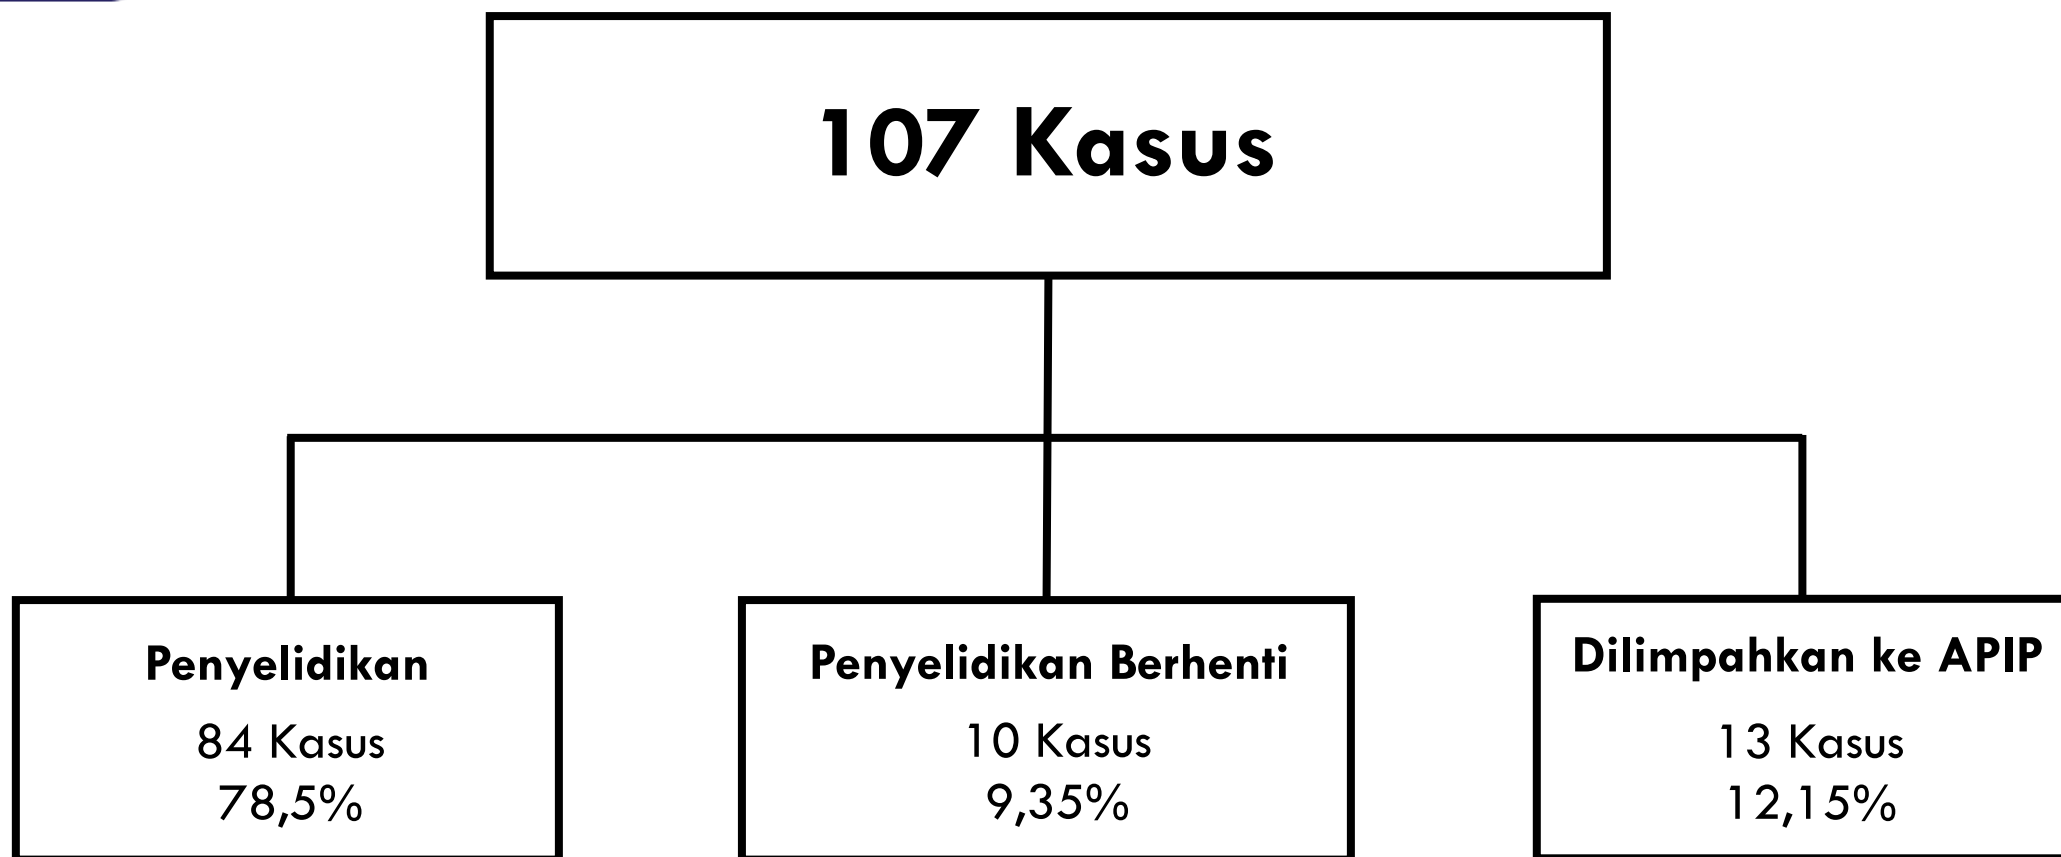 107 Kasus
Penyelidikan
84 Kasus
78,5%
Penyelidikan Berhenti
10 Kasus
9,35%
Dilimpahkan ke APIP
13 Kasus
12,15%